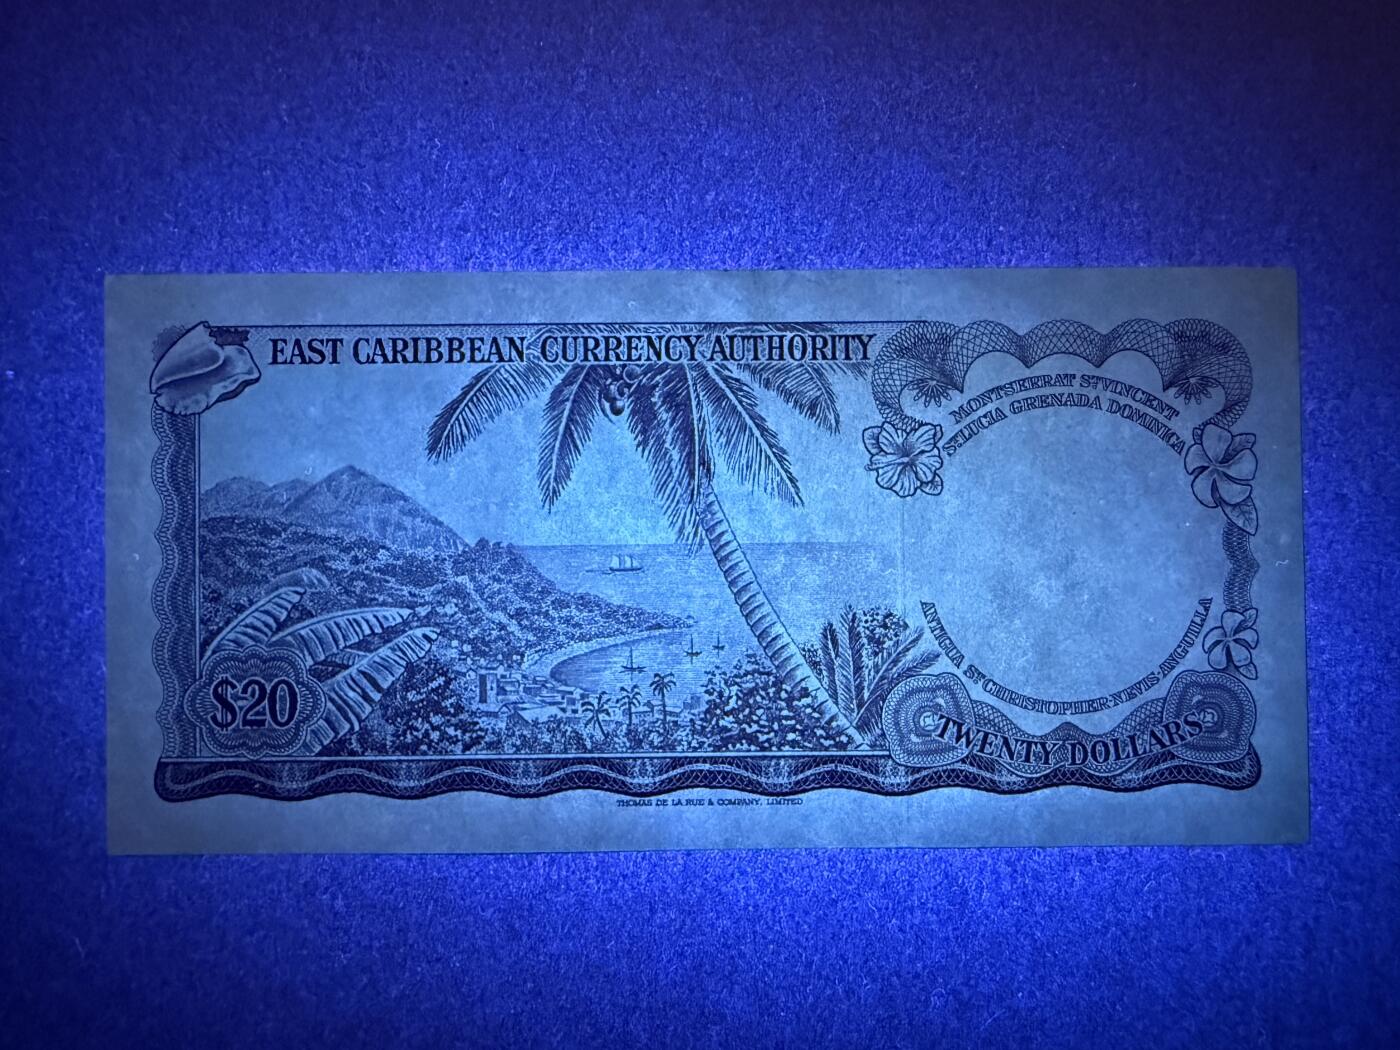 EAST CARIBBEAN CURRENCY AUTHORITY
MONTSERRAT ST VINCENT
ST LUCIA GRENADA DOMINICA
ANTIGUA ST CHRISTOPHER-NEVIS-ANGUILLA
$20
TWENTY DOLLARS
THOMAS DE LA RUE & COMPANY, LIMITED